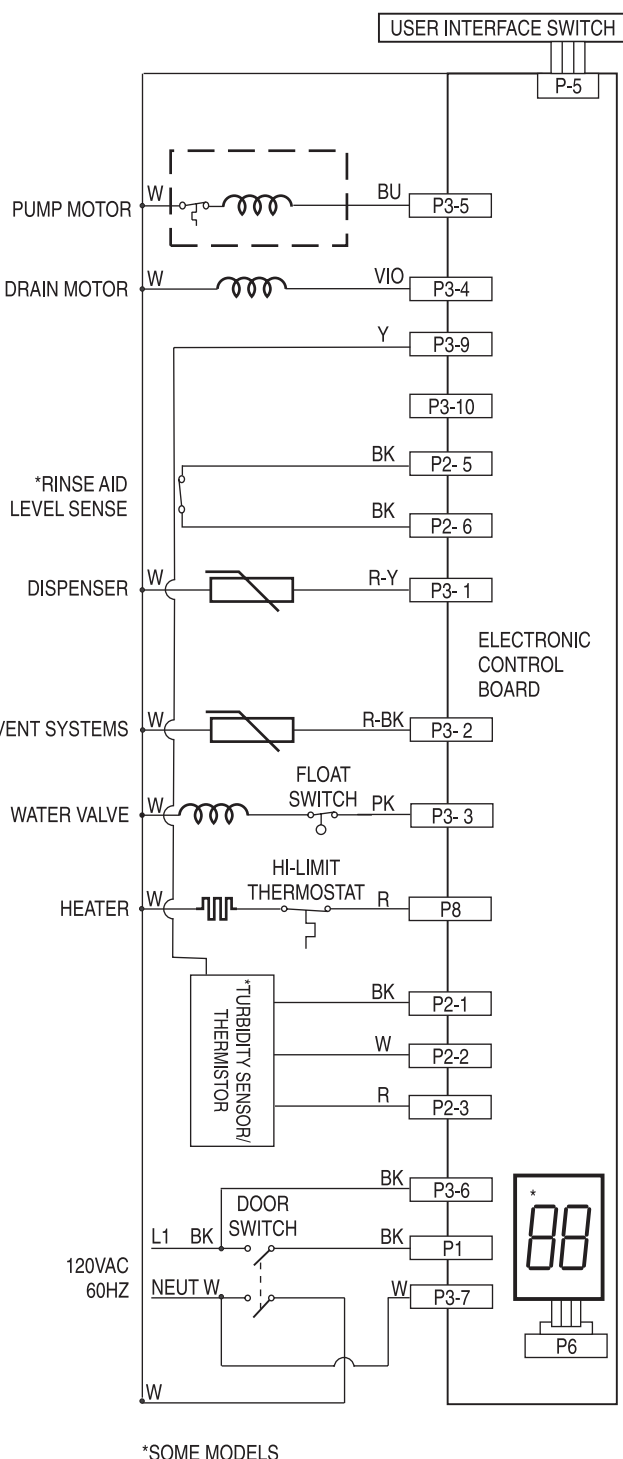 USER INTERFACE SWITCH
P-5
PUMP MOTOR W BU P3-5
DRAIN MOTOR W VIO P3-4
Y P3-9
P3-10
BK P2- 5
*RINSE AID
LEVEL SENSE
BK P2- 6
DISPENSER W R-Y P3- 1
ELECTRONIC
CONTROL
BOARD
VENT SYSTEMS W R-BK P3- 2
FLOAT
SWITCH
WATER VALVE W PK P3- 3
HI-LIMIT
THERMOSTAT
HEATER W R P8
*TURBIDITY SENSOR/
THERMISTOR
BK P2-1
W P2-2
R P2-3
BK P3-6
DOOR
SWITCH
L1 BK BK P1
120VAC
60HZ
NEUT W W P3-7
* 88
P6
W
*SOME MODELS